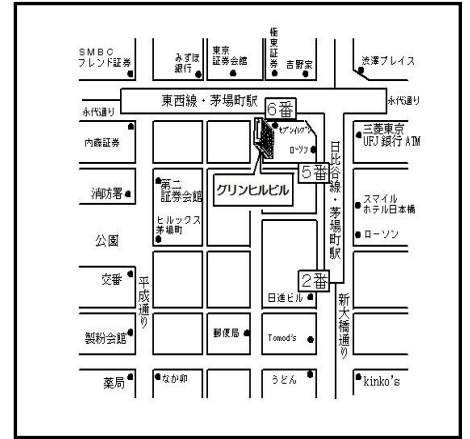 SMBC
フレンド証券
みずほ
銀行
東京
証券会館
極東証券
吉野家
渋澤プレイス
永代通り
東西線・茅場町駅
6番
永代通り
内藤証券
セブンイレブン
ローソン
5番
日比谷線・茅場町駅
三菱東京
UFJ銀行ATM
消防署
第二
証券会館
グリンヒルビル
スマイル
ホテル日本橋
ヒルックス
茅場町
ローソン
公園
交番
平成通り
2番
日進ビル
新大橋通り
製粉会館
郵便局
Tomod's
薬局
なか卯
うどん
kinko's